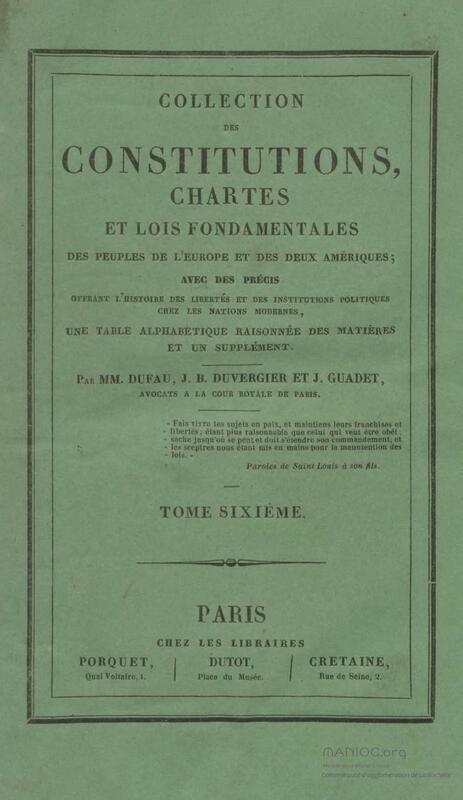 COLLECTION
DES
CONSTITUTIONS,
CHARTES
ET LOIS FONDAMENTALES
DES PEUPLES DE L'EUROPE ET DES DEUX AMÉRIQUES;
AVEC DES PRÉCIS
OFFRANT L'HISTOIRE DES LIBERTÉS ET DES INSTITUTIONS POLITIQUES
CHEZ LES NATIONS MODERNES,
UNE TABLE ALPHABÉTIQUE RAISONNÉE DES MATIÈRES
ET UN SUPPLÉMENT.
PAR MM. DUFAU, J. B. DUVERGIER ET J. GUADET,
AVOCATS A LA COUR ROYALE DE PARIS.
« Fais vivre tes sujets en paix, et maintiens leurs franchises et
« libertés; étant plus raisonnable que celui qui veut être obéi,
« sache jusqu'où se peut et doit s'étendre son commandement, et
« les sceptres nous étant mis en mains pour la manutention des
« lois. »
Paroles de Saint Louis à son fils.
TOME SIXIÈME.
PARIS
CHEZ LES LIBRAIRES
PORQUET, DUTOT, CRETAINE,
Quai Voltaire, 1. Place du Musée. Rue de Seine, 2.
MANIOC.org
Communauté d'agglomération de La Rochelle